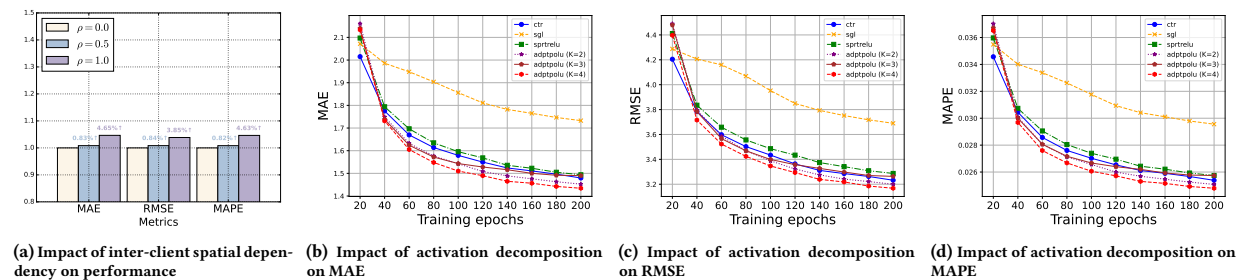 1.5
1.4
1.3
1.2
1.1
1.0
0.9
0.8
ρ = 0.0
ρ = 0.5
ρ = 1.0
0.83%↑
4.65%↑
0.84%↑
3.85%↑
0.82%↑
4.63%↑
MAE RMSE MAPE
Metrics
(a) Impact of inter-client spatial depen-
dency on performance
MAE
2.1
2.0
1.9
1.8
1.7
1.6
1.5
1.4
ctr
sgl
sprtrelu
adptpolu (K=2)
adptpolu (K=3)
adptpolu (K=4)
20 40 60 80 100 120 140 160 180 200
Training epochs
(b) Impact of activation decomposition
on MAE
RMSE
4.4
4.2
4.0
3.8
3.6
3.4
3.2
ctr
sgl
sprtrelu
adptpolu (K=2)
adptpolu (K=3)
adptpolu (K=4)
20 40 60 80 100 120 140 160 180 200
Training epochs
(c) Impact of activation decomposition
on RMSE
MAPE
0.036
0.034
0.032
0.030
0.028
0.026
ctr
sgl
sprtrelu
adptpolu (K=2)
adptpolu (K=3)
adptpolu (K=4)
20 40 60 80 100 120 140 160 180 200
Training epochs
(d) Impact of activation decomposition on
MAPE